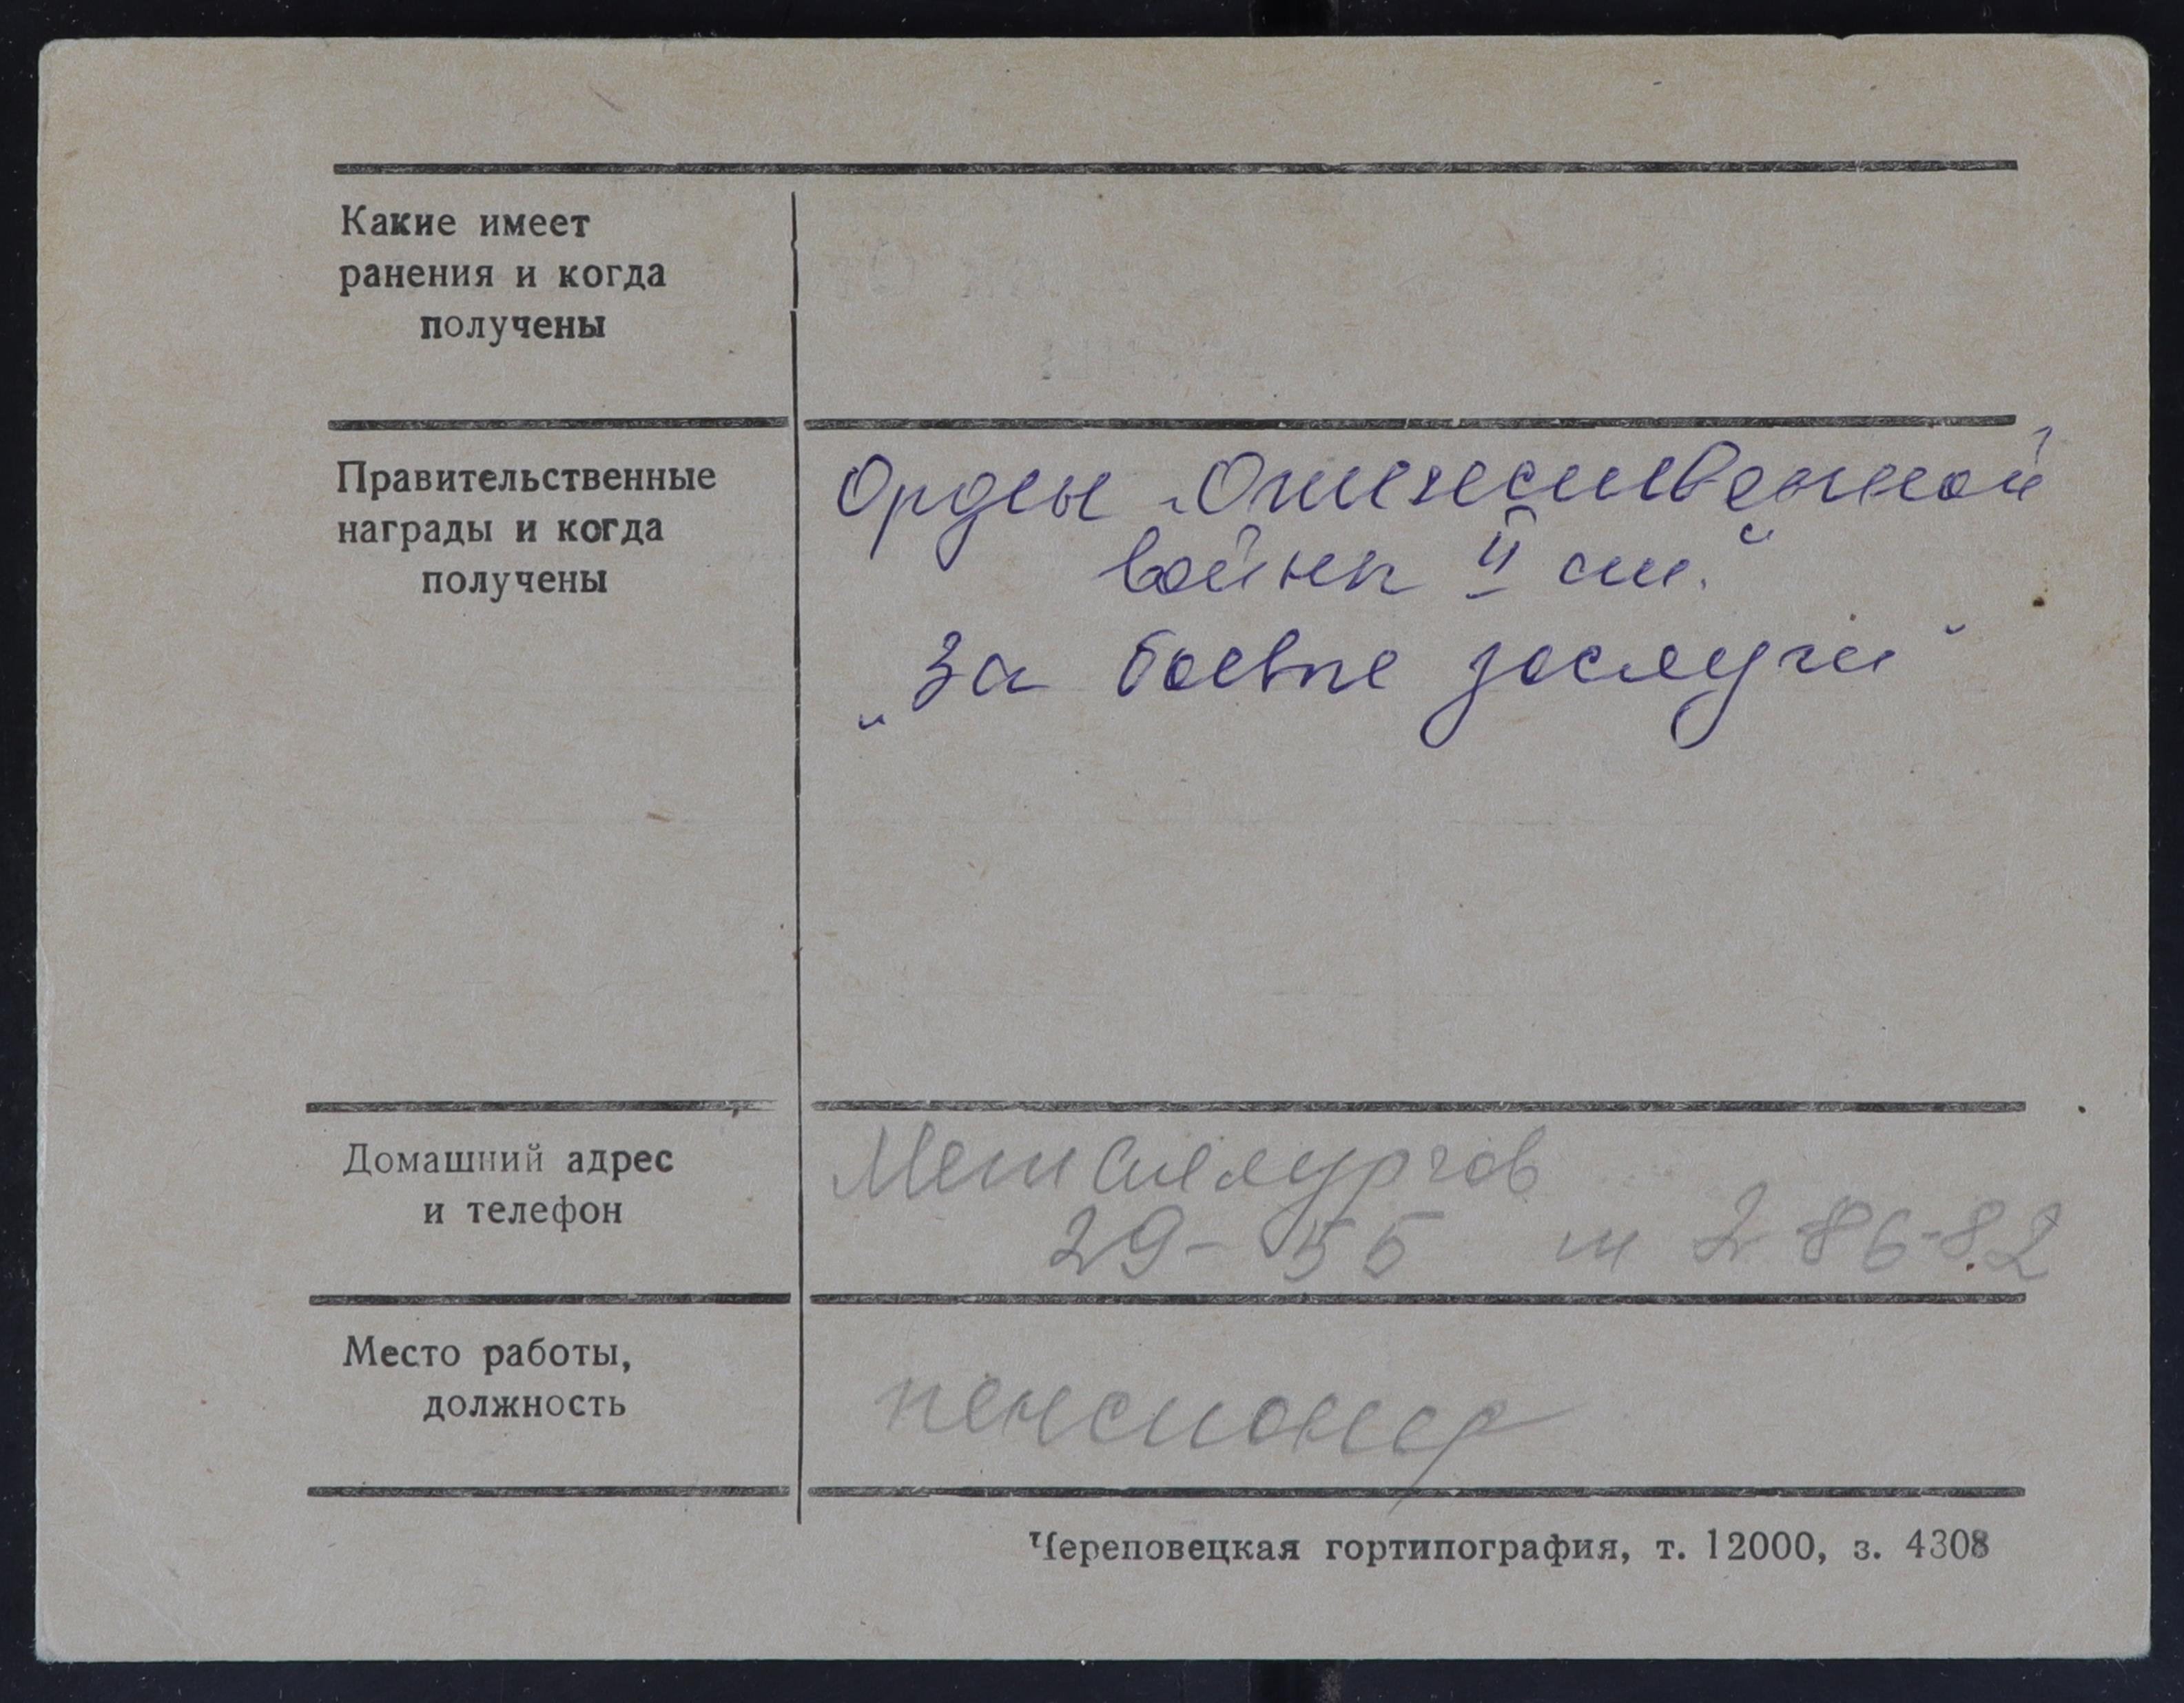 Какие имеет
ранения и когда
получены
Правительственные
награды и когда
получены
Орден „Отечественной
войны II ст.“
„За боевые заслуги“
Домашний адрес
и телефон
Металлургов
29-55 т 2-86-82
Место работы,
должность
пенсионер
Череповецкая гортипография, т. 12000, з. 4308